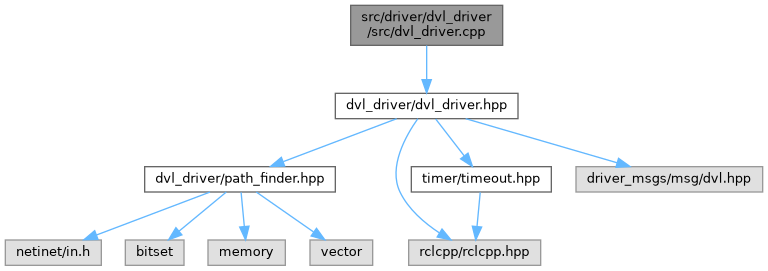 src/driver/dvl_driver
/src/dvl_driver.cpp
dvl_driver/dvl_driver.hpp
dvl_driver/path_finder.hpp
timer/timeout.hpp
driver_msgs/msg/dvl.hpp
netinet/in.h
bitset
memory
vector
rclcpp/rclcpp.hpp